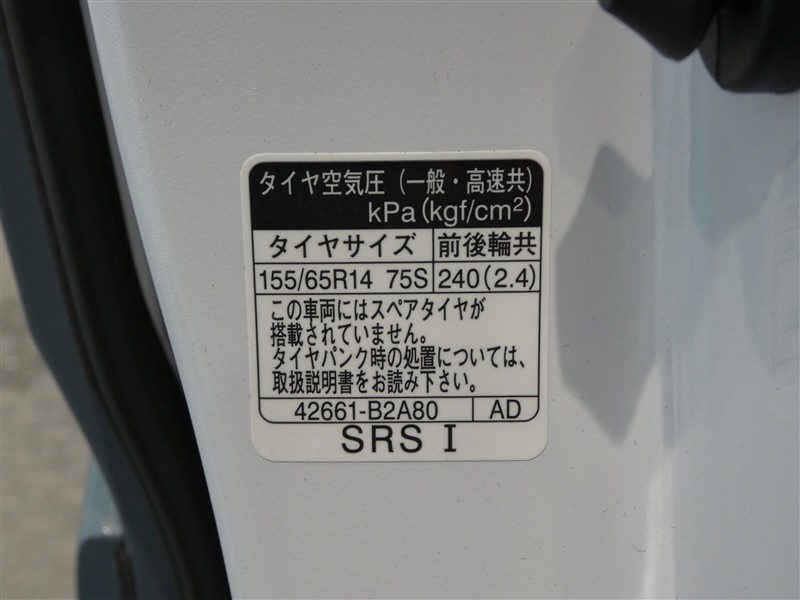 タイヤ空気圧（一般・高速共）
kPa(kgf/cm²)
タイヤサイズ 前後輪共
155/65R14 75S 240(2.4)
この車両にはスペアタイヤが
搭載されていません。
タイヤパンク時の処置については、
取扱説明書をお読み下さい。
42661-B2A80 AD
SRS I